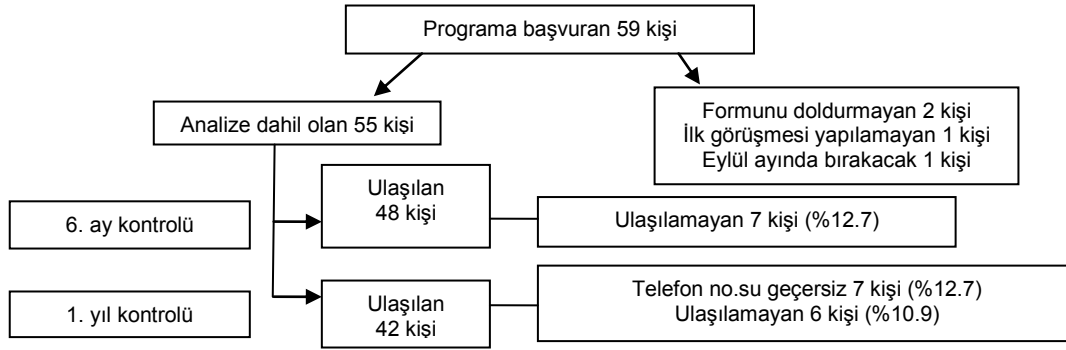 Programa başvuran 59 kişi
Analize dahil olan 55 kişi
Formunu doldurmayan 2 kişi
İlk görüşmesi yapılamayan 1 kişi
Eylül ayında bırakacak 1 kişi
6. ay kontrolü
Ulaşılan
48 kişi
Ulaşılamayan 7 kişi (%12.7)
1. yıl kontrolü
Ulaşılan
42 kişi
Telefon no.su geçersiz 7 kişi (%12.7)
Ulaşılamayan 6 kişi (%10.9)